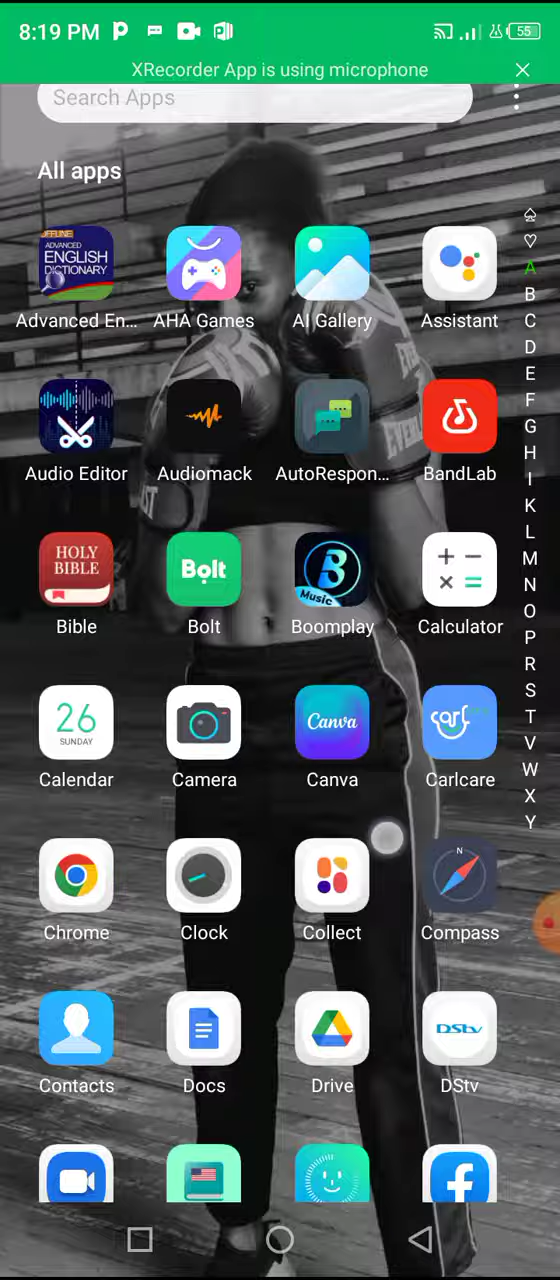 8:19 PM
55
XRecorder App is using microphone
Search Apps
All apps
OFFLINE
ADVANCED
ENGLISH
DICTIONARY
Advanced En...
AHA Games
AI Gallery
Assistant
Audio Editor
Audiomack
AutoRespon...
BandLab
HOLY
BIBLE
Bible
Bolt
Bolt
B
Music
Boomplay
Calculator
26
SUNDAY
Calendar
Camera
Canva
Canva
carl
Carlcare
Chrome
Clock
Collect
N
Compass
Contacts
Docs
Drive
DStv
DStv
A
B
C
D
E
F
G
H
I
K
L
M
N
O
P
R
S
T
V
W
X
Y